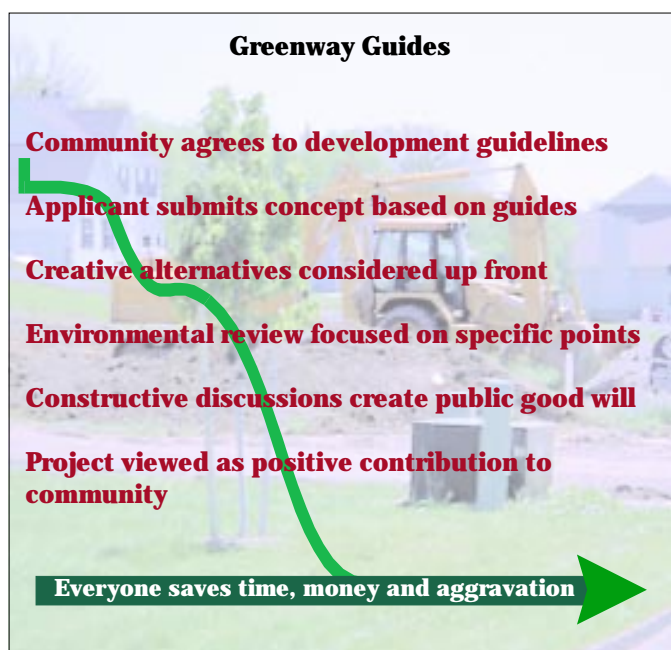 Greenway Guides
Community agrees to development guidelines
Applicant submits concept based on guides
Creative alternatives considered up front
Environmental review focused on specific points
Constructive discussions create public good will
Project viewed as positive contribution to
community
Everyone saves time, money and aggravation